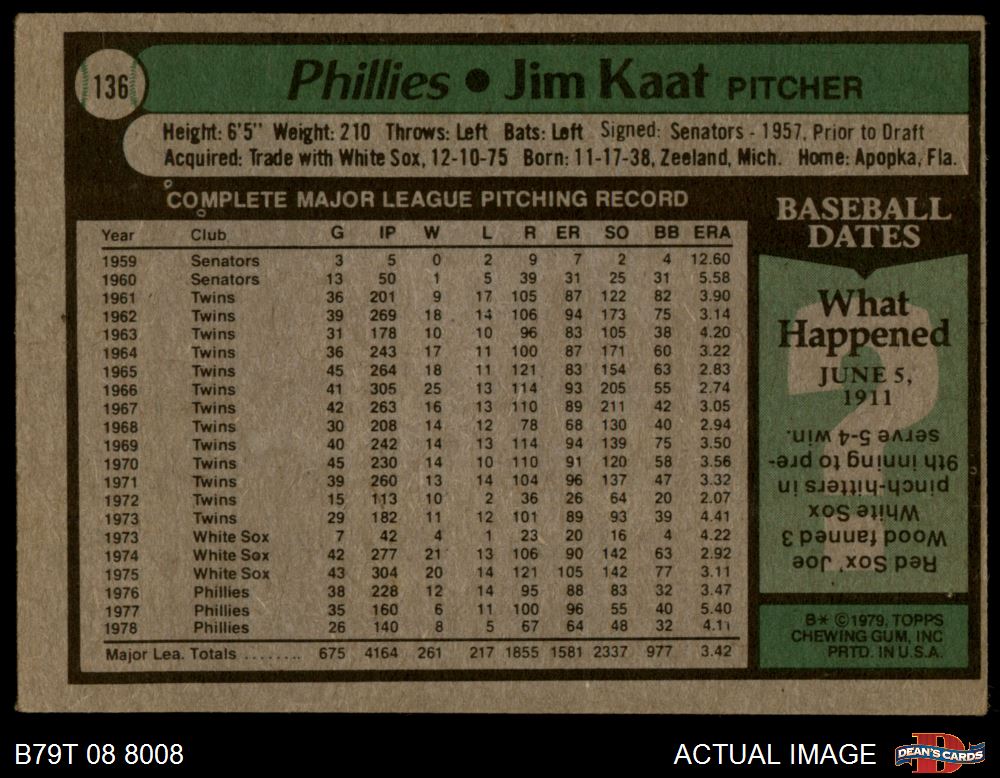 136 Phillies • Jim Kaat PITCHER
Height: 6'5" Weight: 210 Throws: Left Bats: Left Signed: Senators - 1957, Prior to Draft
Acquired: Trade with White Sox, 12-10-75 Born: 11-17-38, Zeeland, Mich. Home: Apopka, Fla.
COMPLETE MAJOR LEAGUE PITCHING RECORD
Year Club G IP W L R ER SO BB ERA
1959 Senators 3 5 0 2 9 7 2 4 12.60
1960 Senators 13 50 1 5 39 31 25 31 5.58
1961 Twins 36 201 9 17 105 87 122 82 3.90
1962 Twins 39 269 18 14 106 94 173 75 3.14
1963 Twins 31 178 10 10 96 83 105 38 4.20
1964 Twins 36 243 17 11 100 87 171 60 3.22
1965 Twins 45 264 18 11 121 83 154 63 2.83
1966 Twins 41 305 25 13 114 93 205 55 2.74
1967 Twins 42 263 16 13 110 89 211 42 3.05
1968 Twins 30 208 14 12 78 68 130 40 2.94
1969 Twins 40 242 14 13 114 94 139 75 3.50
1970 Twins 45 230 14 10 110 91 120 58 3.56
1971 Twins 39 260 13 14 104 96 137 47 3.32
1972 Twins 15 113 10 2 36 26 64 20 2.07
1973 Twins 29 182 11 12 101 89 93 39 4.41
1973 White Sox 7 42 4 1 23 20 16 4 4.22
1974 White Sox 42 277 21 13 106 90 142 63 2.92
1975 White Sox 43 304 20 14 121 105 142 77 3.11
1976 Phillies 38 228 12 14 95 88 83 32 3.47
1977 Phillies 35 160 6 11 100 96 55 40 5.40
1978 Phillies 26 140 8 5 67 64 48 32 4.11
Major Lea. Totals ........ 675 4164 261 217 1855 1581 2337 977 3.42
BASEBALL
DATES
What
Happened
JUNE 5,
1911
Red Sox' Joe
Wood fanned 3
White Sox
pinch-hitters in
9th inning to pre-
serve 5-4 win.
B* ©1979, TOPPS
CHEWING GUM, INC
PRTD. IN U.S.A.
B79T 08 8008
ACTUAL IMAGE
DEAN'S CARDS